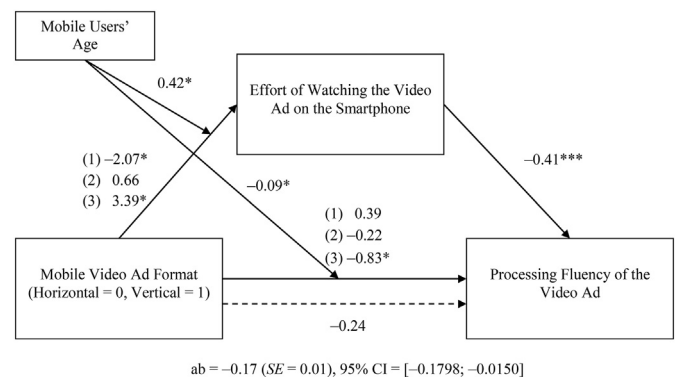 Mobile Users’
Age
0.42*
Effort of Watching the Video
Ad on the Smartphone
(1) –2.07*
(2) 0.66
(3) 3.39*
–0.41***
–0.09*
(1) 0.39
(2) –0.22
(3) –0.83*
Mobile Video Ad Format
(Horizontal = 0, Vertical = 1)
Processing Fluency of the
Video Ad
–0.24
ab = –0.17 (SE = 0.01), 95% CI = [–0.1798; –0.0150]